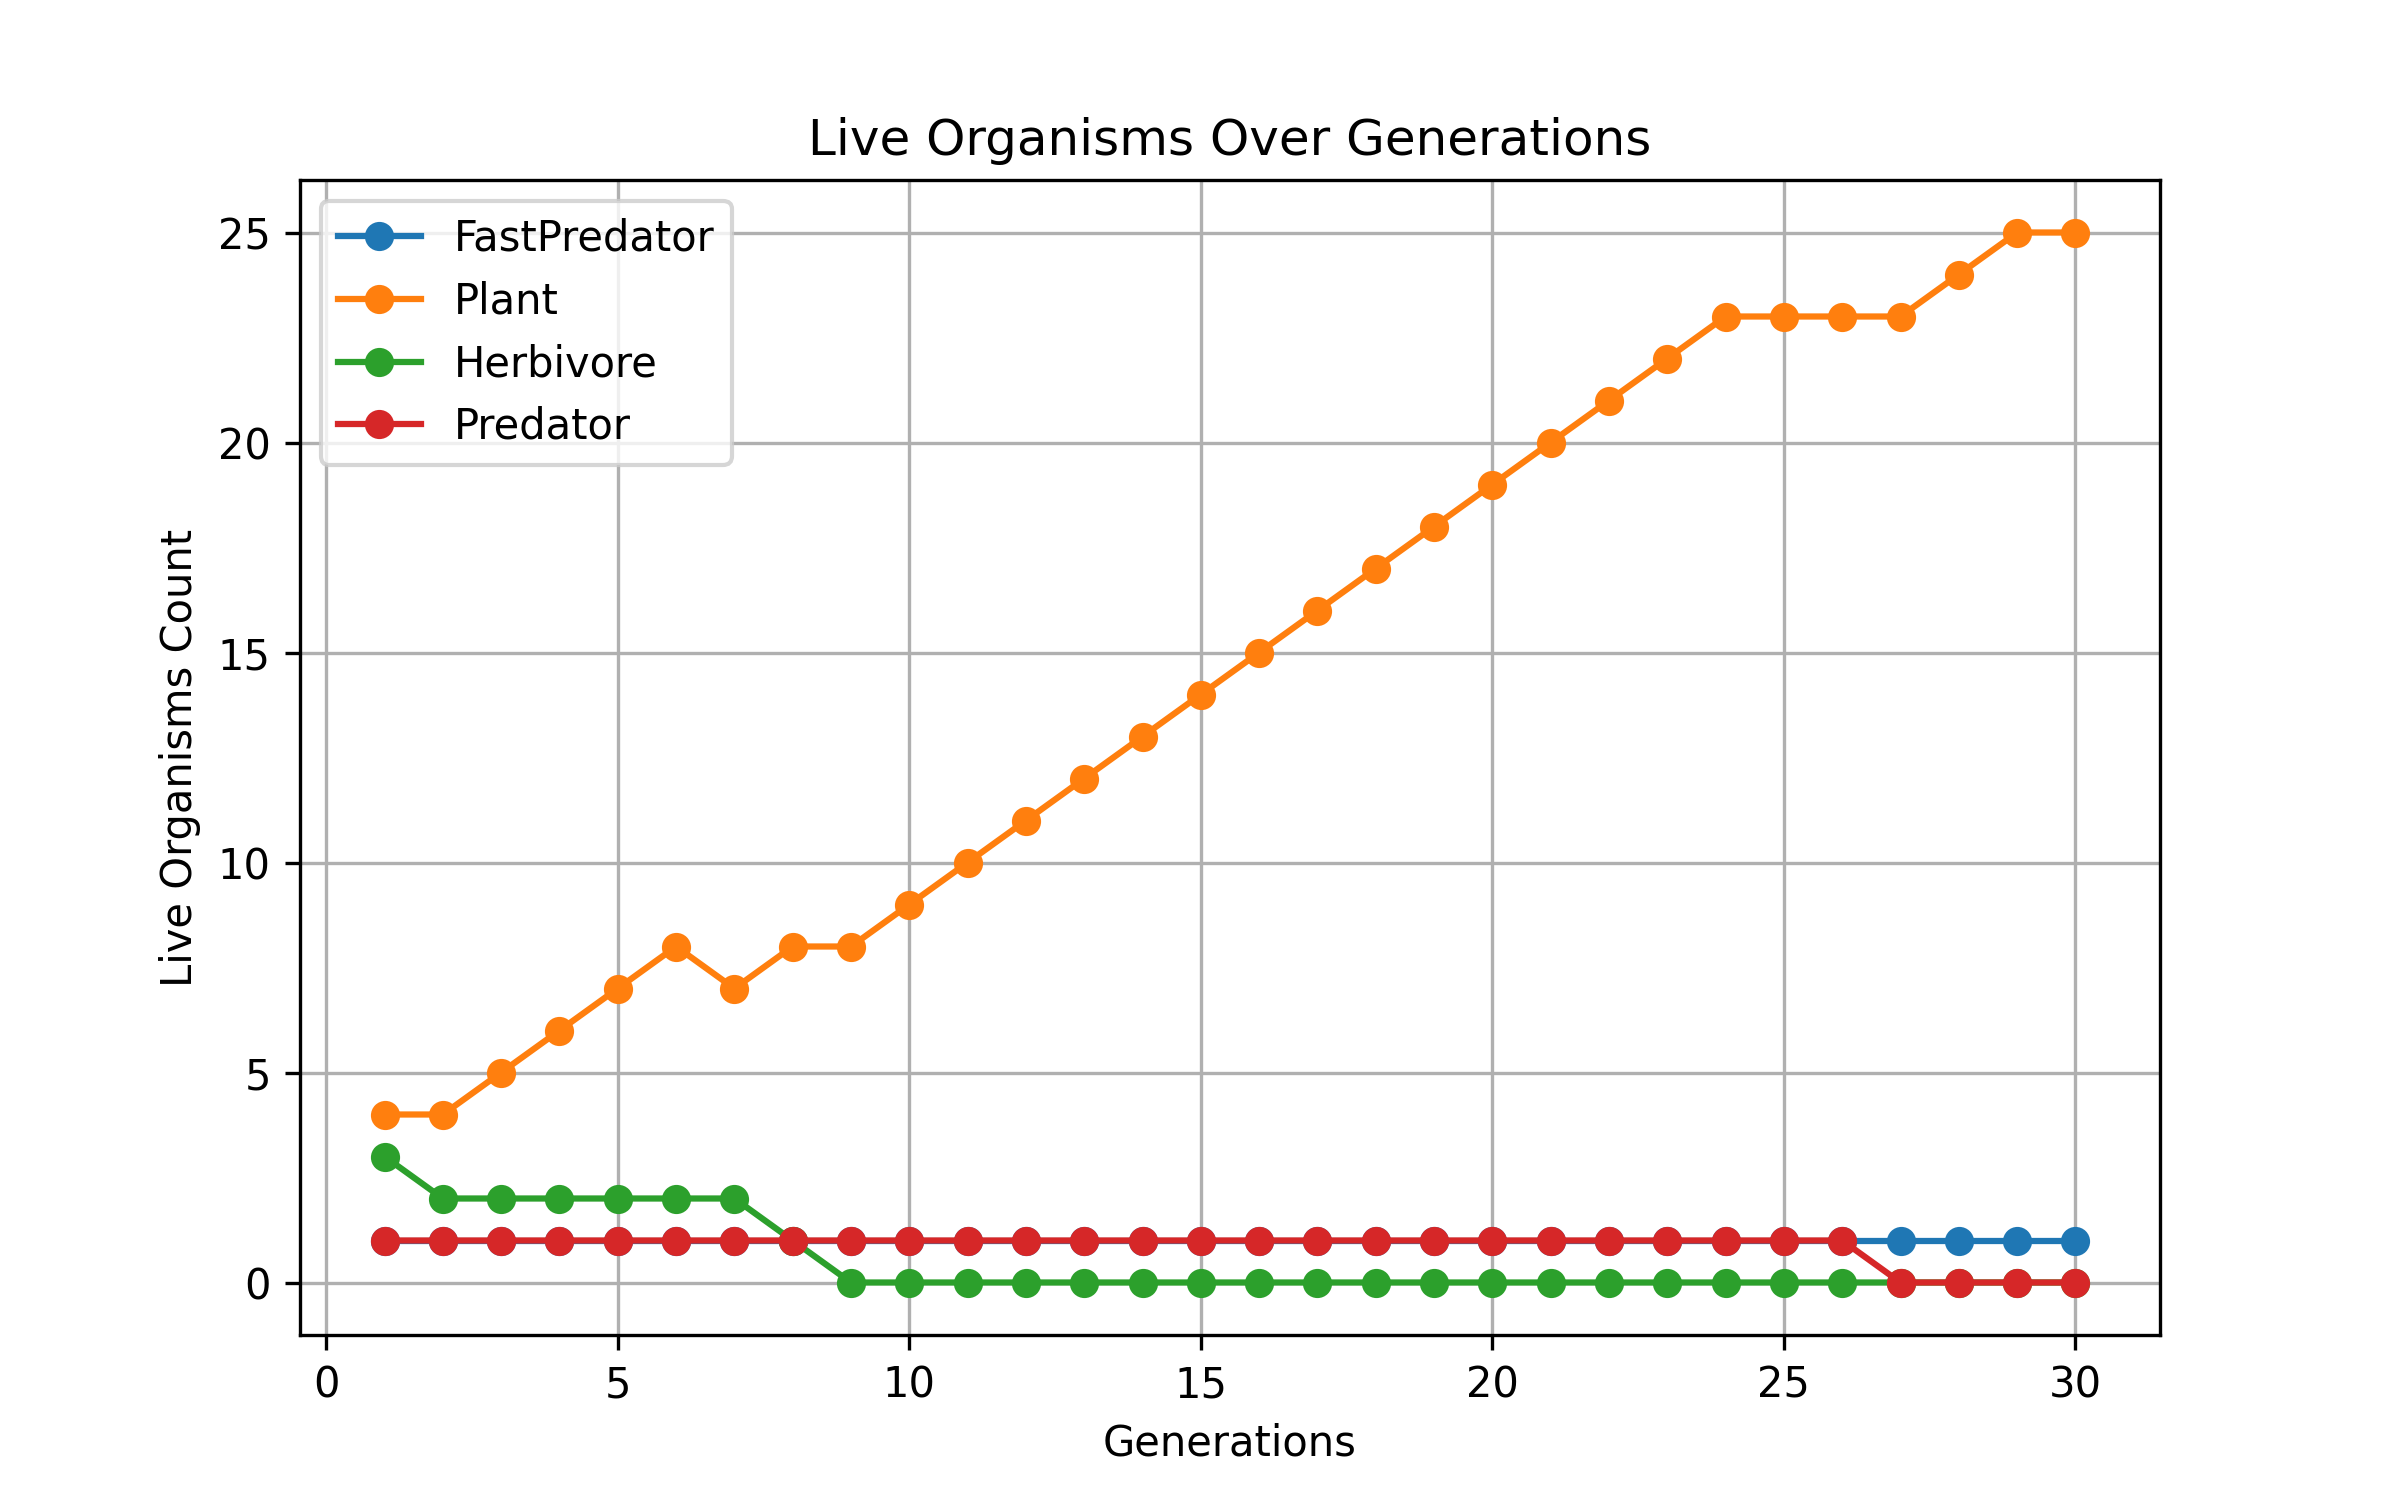 Live Organisms Over Generations
FastPredator
Plant
Herbivore
Predator
Live Organisms Count
25
20
15
10
5
0
0 5 10 15 20 25 30
Generations